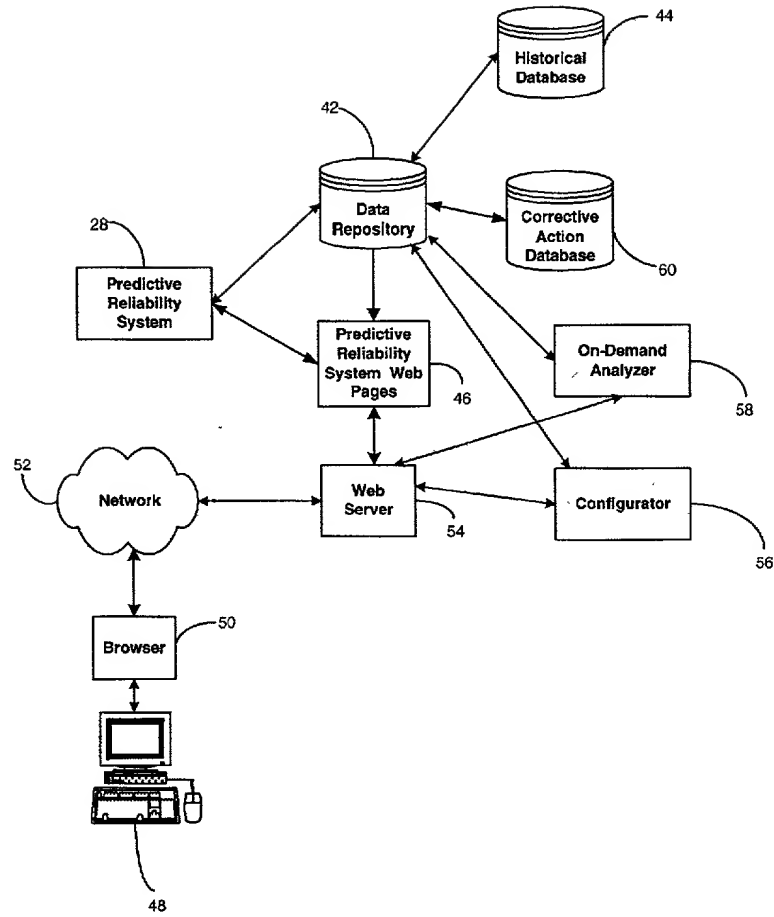 44
Historical
Database
42
Data
Repository
Corrective
Action
Database
60
28
Predictive
Reliability
System
Predictive
Reliability
System Web
Pages
46
On-Demand
Analyzer
58
52
Network
Web
Server
54
Configurator
56
50
Browser
48